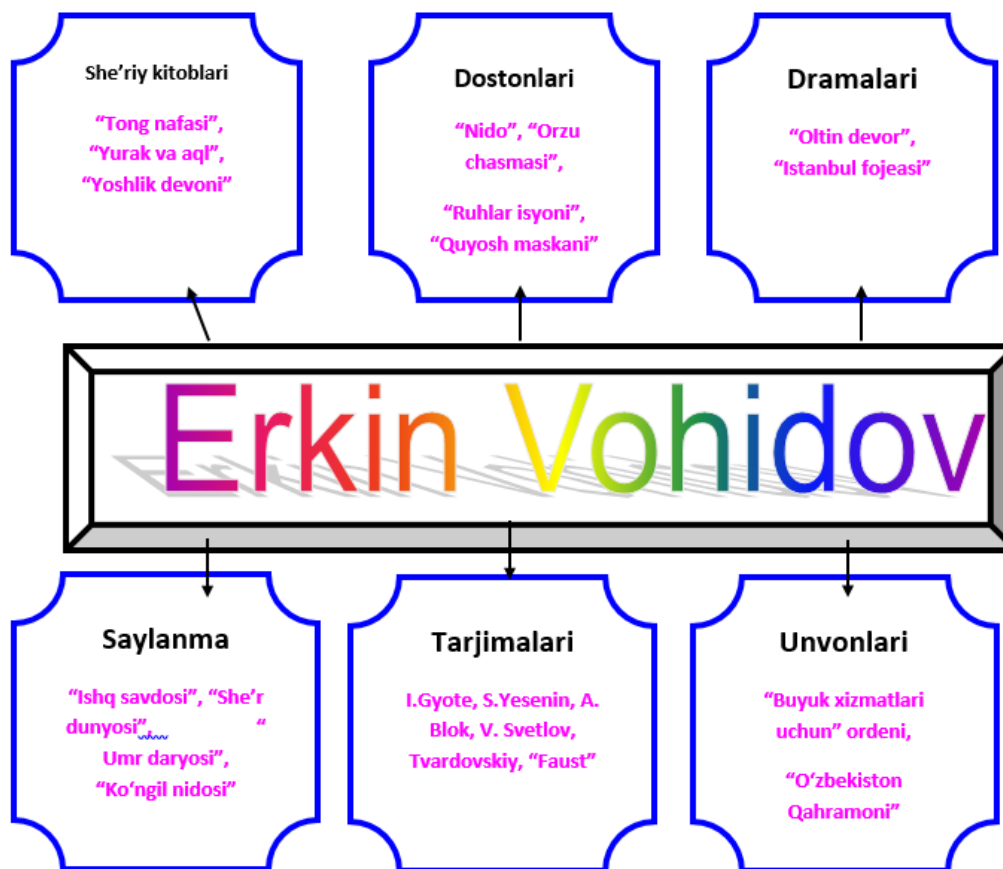 She’riy kitoblari
“Tong nafasi”,
“Yurak va aql”,
“Yoshlik devoni”
Dostonlari
“Nido”, “Orzu
chasmasi”,
“Ruhlar isyoni”,
“Quyosh maskani”
Dramalari
“Oltin devor”,
“Istanbul fojeasi”
Erkin Vohidov
Saylanma
“Ishq savdosi”, “She’r
dunyosi”, “
Umr daryosi”,
“Ko‘ngil nidosi”
Tarjimalari
I.Gyote, S.Yesenin, A.
Blok, V. Svetlov,
Tvardovskiy, “Faust”
Unvonlari
“Buyuk xizmatlari
uchun” ordeni,
“O‘zbekiston
Qahramoni”